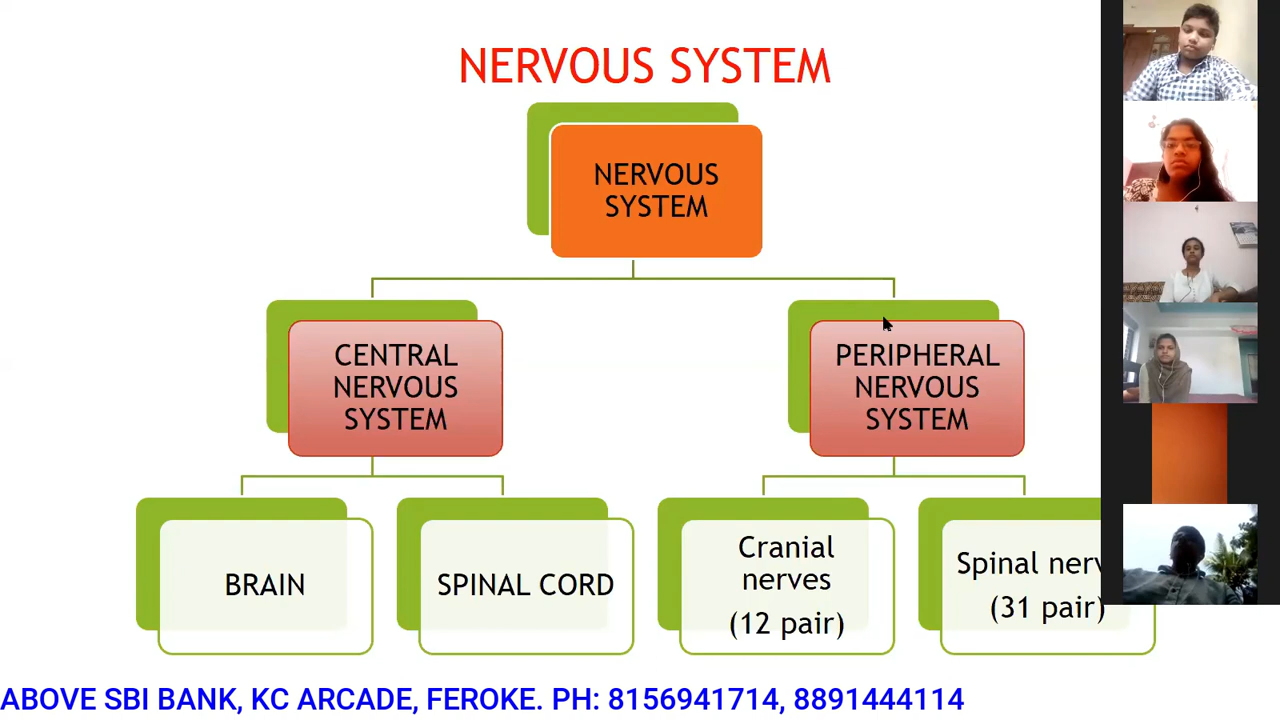 NERVOUS SYSTEM
NERVOUS
SYSTEM
CENTRAL
NERVOUS
SYSTEM
PERIPHERAL
NERVOUS
SYSTEM
BRAIN
SPINAL CORD
Cranial
nerves
(12 pair)
Spinal nerv
(31 pair)
ABOVE SBI BANK, KC ARCADE, FEROKE. PH: 8156941714, 8891444114